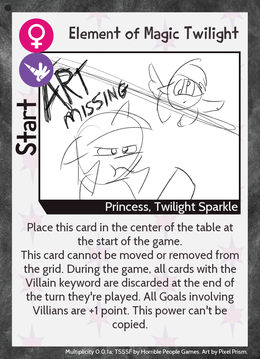 Element of Magic Twilight
Start
ART
MISSING
Princess, Twilight Sparkle
Place this card in the center of the table at
the start of the game.
This card cannot be moved or removed from
the grid. During the game, all cards with the
Villain keyword are discarded at the end of
the turn they're played. All Goals involving
Villians are +1 point. This power can't be
copied.
Multiplicity 0.0.1a; TSSSF by Horrible People Games. Art by Pixel Prism.